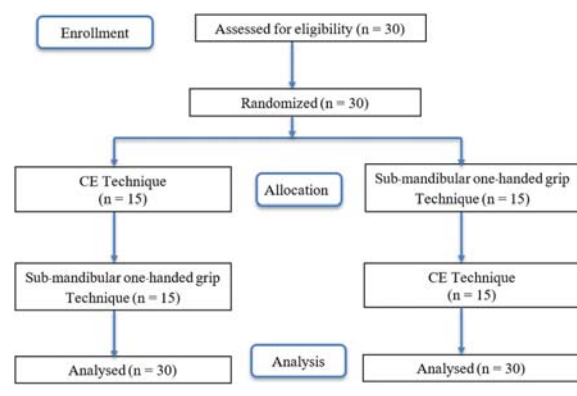 Enrollment
Assessed for eligibility (n = 30)
Randomized (n = 30)
CE Technique
(n = 15)
Allocation
Sub-mandibular one-handed grip
Technique (n = 15)
Sub-mandibular one-handed grip
Technique (n = 15)
CE Technique
(n = 15)
Analysed (n = 30)
Analysis
Analysed (n = 30)